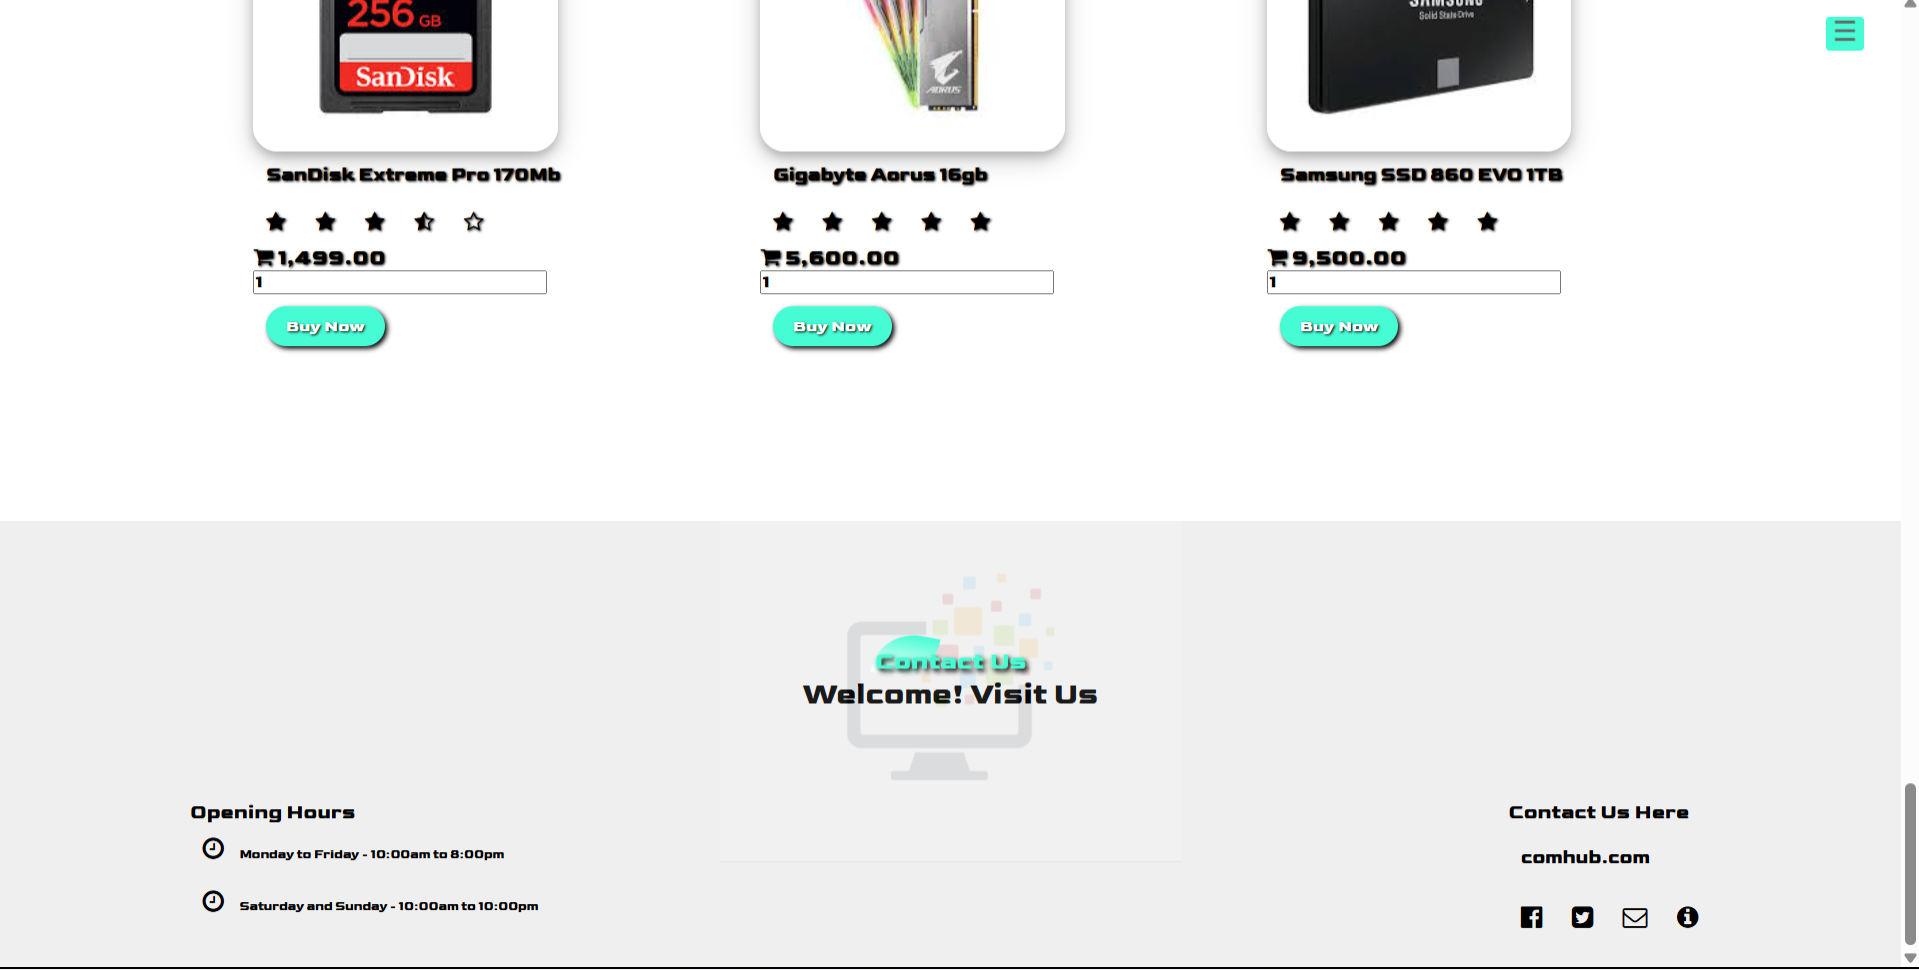 256 GB
SanDisk
AORUS
SAMSUNG
Solid State Drive
SanDisk Extreme Pro 170Mb
Gigabyte Aorus 16gb
Samsung SSD 860 EVO 1TB
1,499.00
5,600.00
9,500.00
1
1
1
Buy Now
Buy Now
Buy Now
Contact Us
Welcome! Visit Us
Opening Hours
Monday to Friday - 10:00am to 8:00pm
Saturday and Sunday - 10:00am to 10:00pm
Contact Us Here
comhub.com